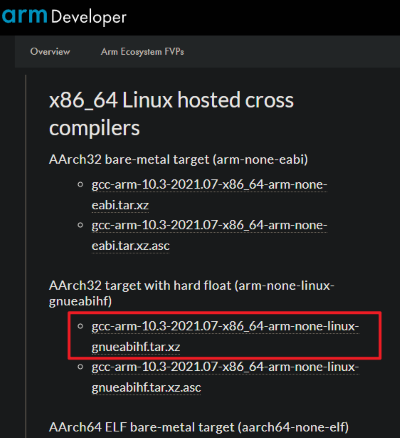 arm Developer
Overview Arm Ecosystem FVPs
x86_64 Linux hosted cross
compilers
AArch32 bare-metal target (arm-none-eabi)
gcc-arm-10.3-2021.07-x86_64-arm-none-
eabi.tar.xz
gcc-arm-10.3-2021.07-x86_64-arm-none-
eabi.tar.xz.asc
AArch32 target with hard float (arm-none-linux-
gnueabihf)
gcc-arm-10.3-2021.07-x86_64-arm-none-linux-
gnueabihf.tar.xz
gcc-arm-10.3-2021.07-x86_64-arm-none-linux-
gnueabihf.tar.xz.asc
AArch64 ELF bare-metal target (aarch64-none-elf)